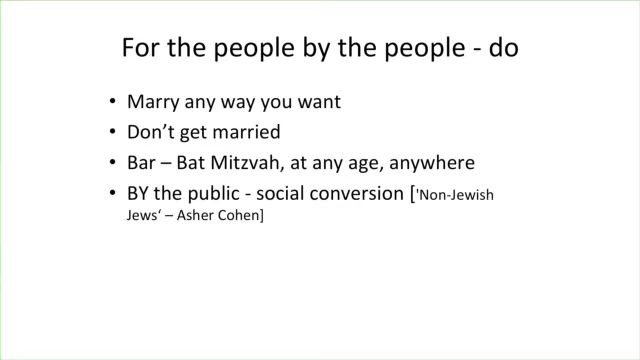 For the people by the people - do
• Marry any way you want
• Don’t get married
• Bar – Bat Mitzvah, at any age, anywhere
• BY the public - social conversion ['Non-Jewish
Jews‘ – Asher Cohen]